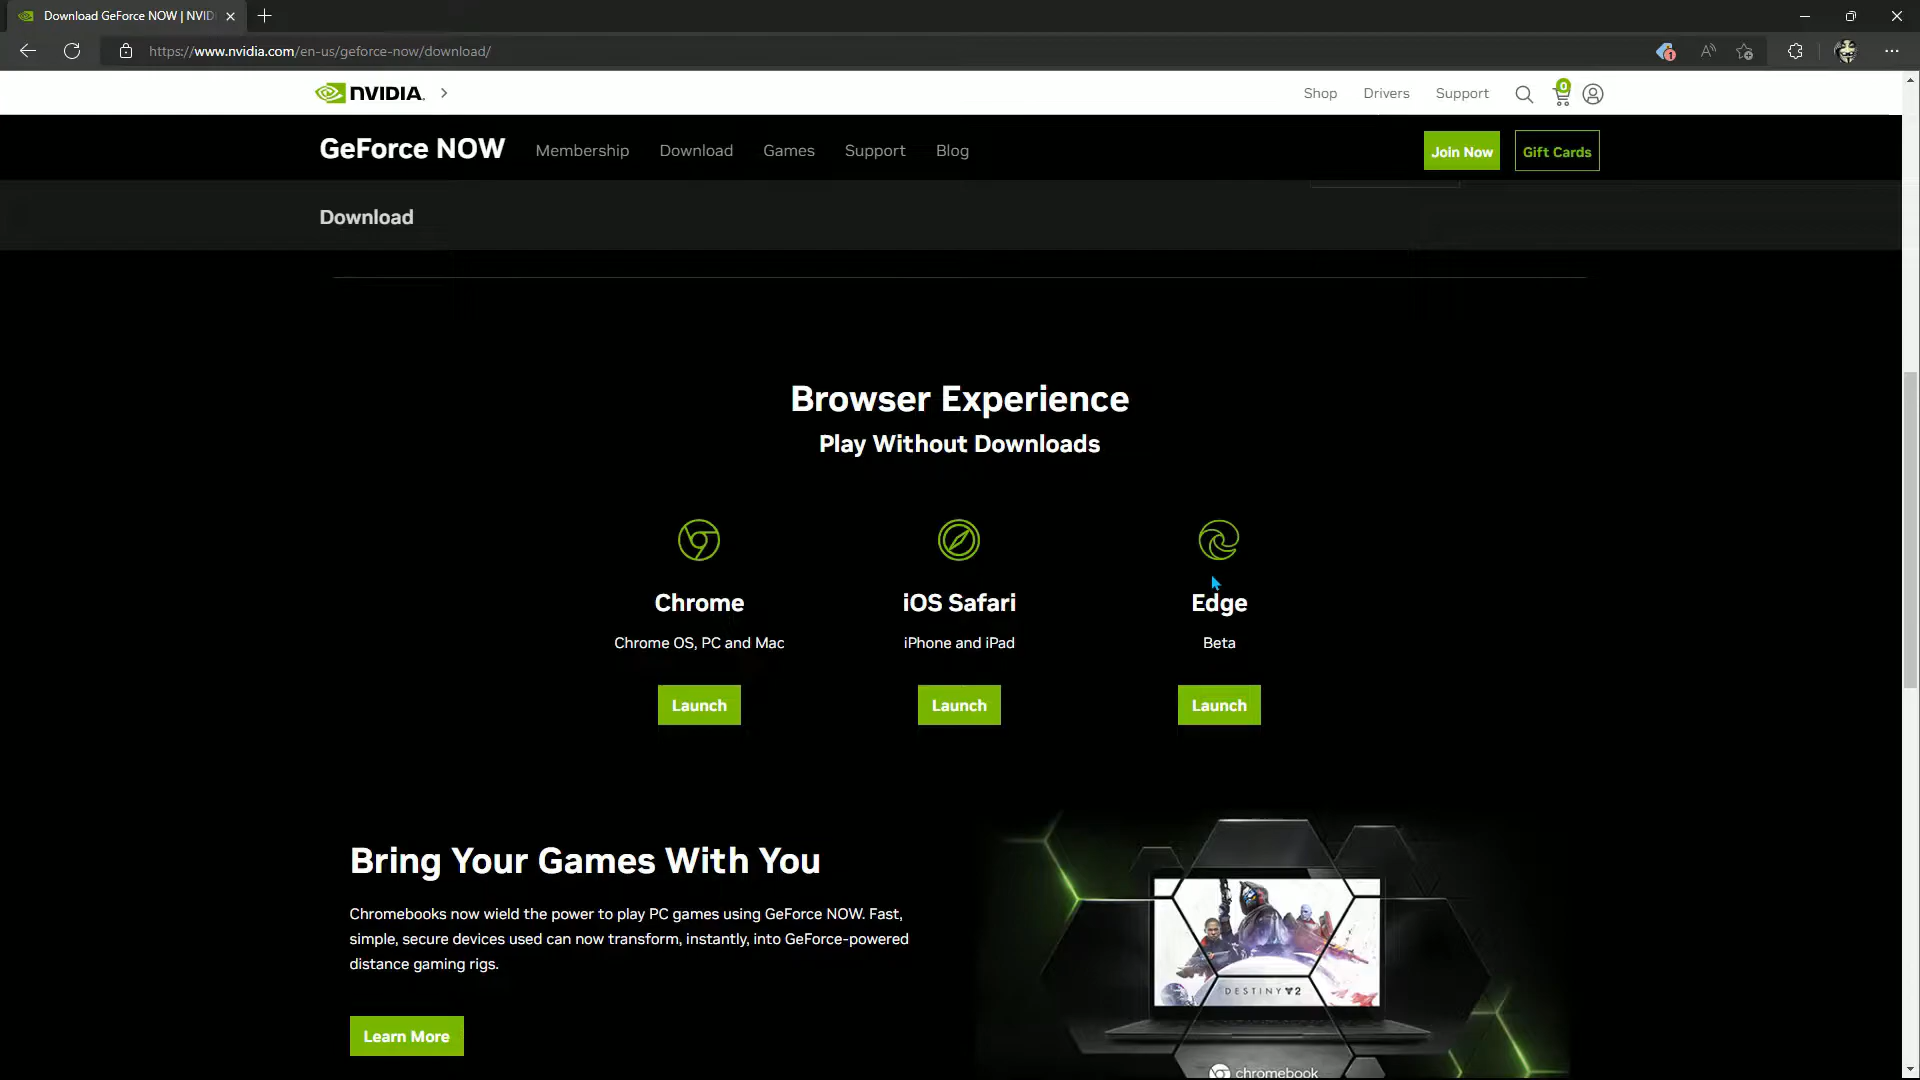 Download GeForce NOW | NVID
https://www.nvidia.com/en-us/geforce-now/download/
1
NVIDIA.
Shop
Drivers
Support
0
GeForce NOW
Membership
Download
Games
Support
Blog
Join Now
Gift Cards
Download
Browser Experience
Play Without Downloads
Chrome
iOS Safari
Edge
Chrome OS, PC and Mac
iPhone and iPad
Beta
Launch
Launch
Launch
Bring Your Games With You
Chromebooks now wield the power to play PC games using GeForce NOW. Fast,
simple, secure devices used can now transform, instantly, into GeForce-powered
distance gaming rigs.
Learn More
DESTINY 2
chromebook